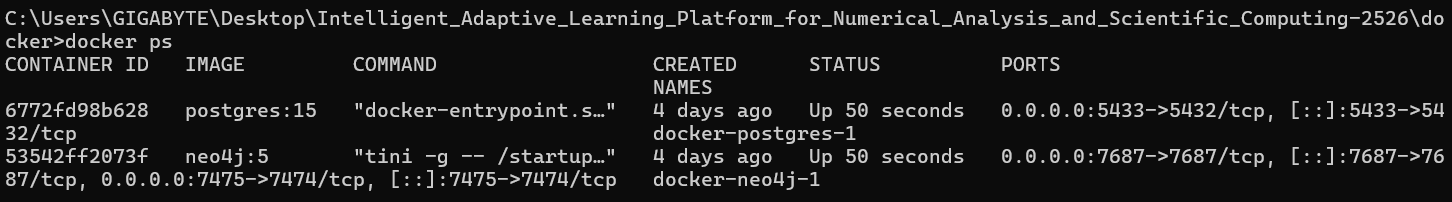 C:\Users\GIGABYTE\Desktop\Intelligent_Adaptive_Learning_Platform_for_Numerical_Analysis_and_Scientific_Computing-2526\do
cker>docker ps
CONTAINER ID   IMAGE         COMMAND                  CREATED      STATUS          PORTS
                                                      NAMES
6772fd98b628   postgres:15   "docker-entrypoint.s…"   4 days ago   Up 50 seconds   0.0.0.0:5433->5432/tcp, [::]:5433->54
32/tcp                                                docker-postgres-1
53542ff2073f   neo4j:5       "tini -g -- /startup…"   4 days ago   Up 50 seconds   0.0.0.0:7687->7687/tcp, [::]:7687->76
87/tcp, 0.0.0.0:7475->7474/tcp, [::]:7475->7474/tcp   docker-neo4j-1